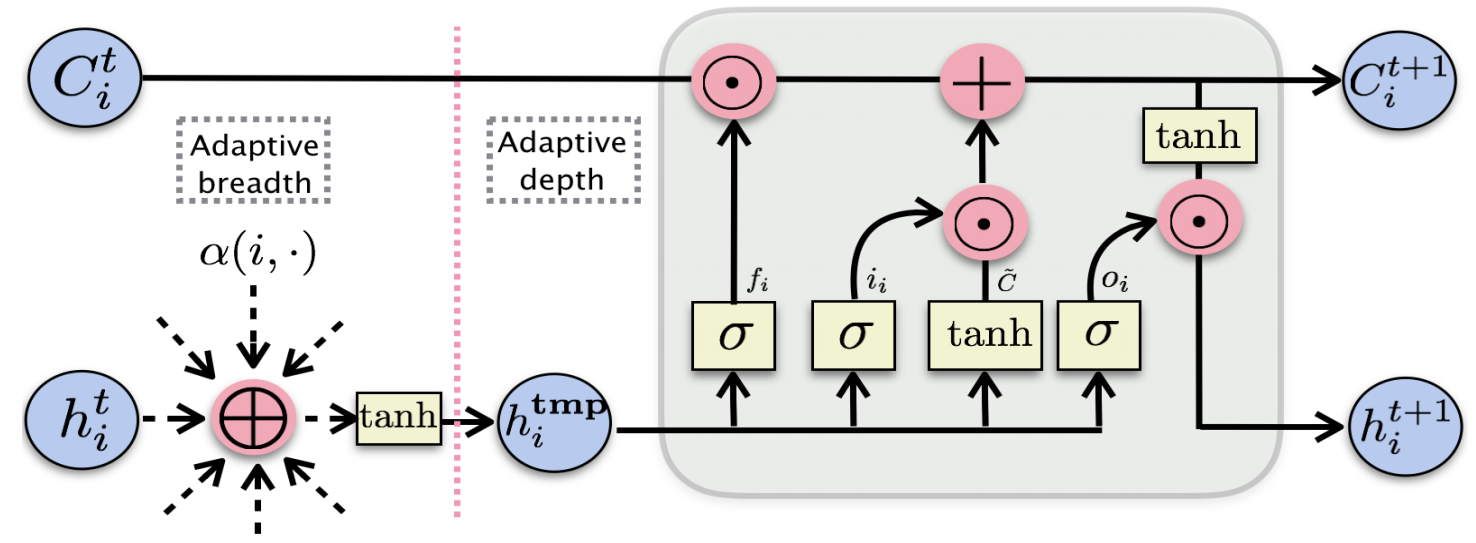 C_i^t
C_i^{t+1}
Adaptive
breadth
Adaptive
depth
tanh
α(i, ·)
f_i
i_i
C̃
o_i
σ
σ
tanh
σ
h_i^t
tanh
h_i^{tmp}
h_i^{t+1}